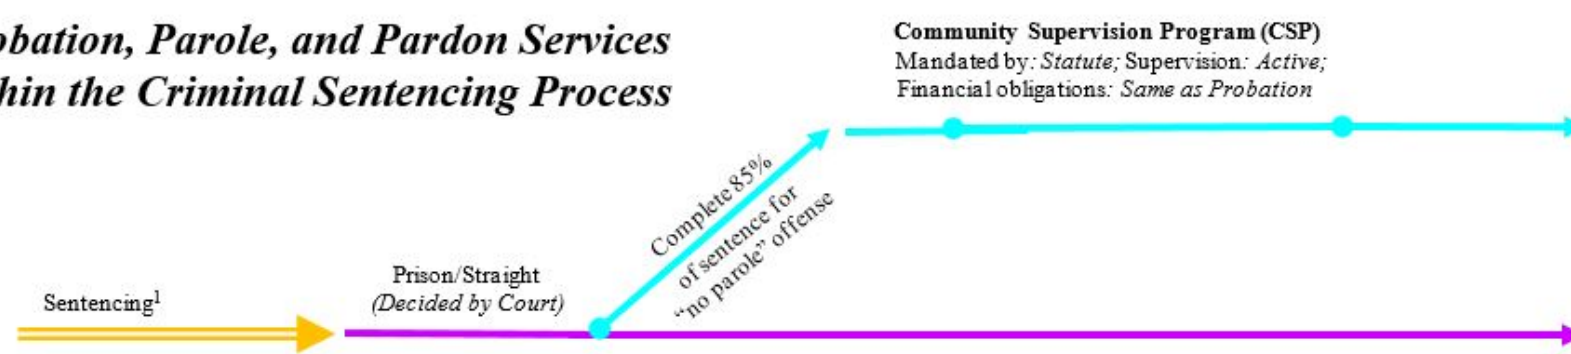 obation, Parole, and Pardon Services
hin the Criminal Sentencing Process
Community Supervision Program (CSP)
Mandated by: Statute; Supervision: Active;
Financial obligations: Same as Probation
Complete 85%
of sentence for
“no parole” offense
Prison/Straight
(Decided by Court)
Sentencing¹